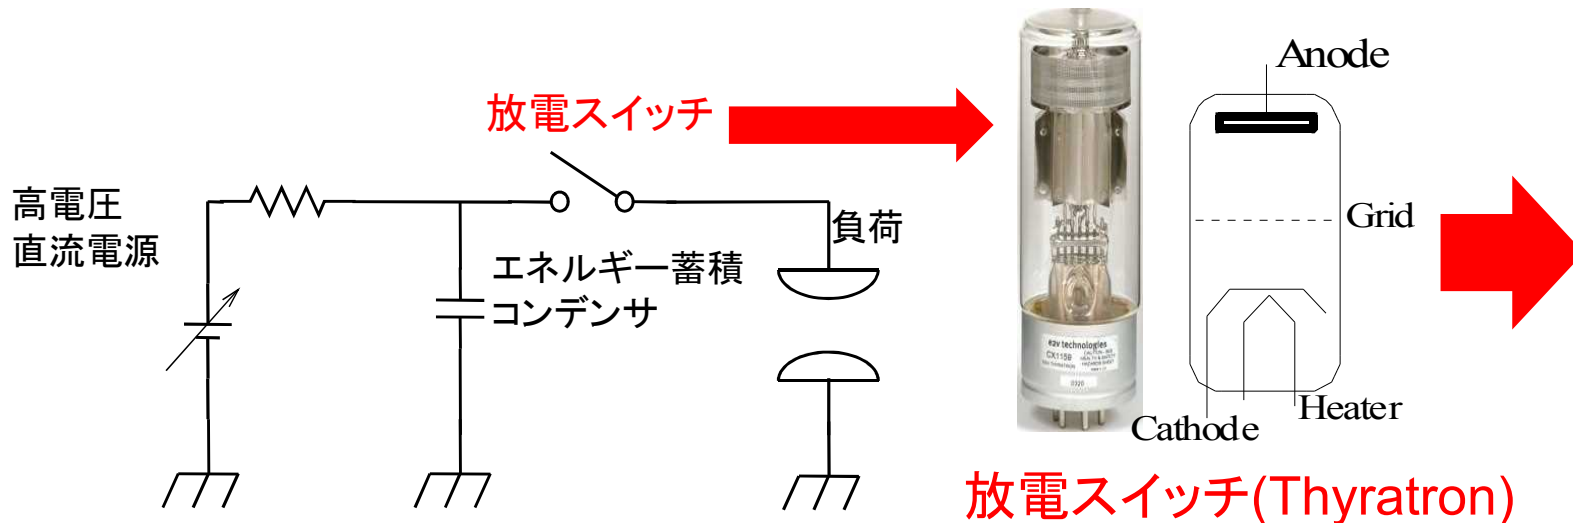 放電スイッチ
高電圧
直流電源
エネルギー蓄積
コンデンサ
負荷
e2v technologies
CX1159
0320
Anode
Grid
Cathode
Heater
放電スイッチ(Thyratron)